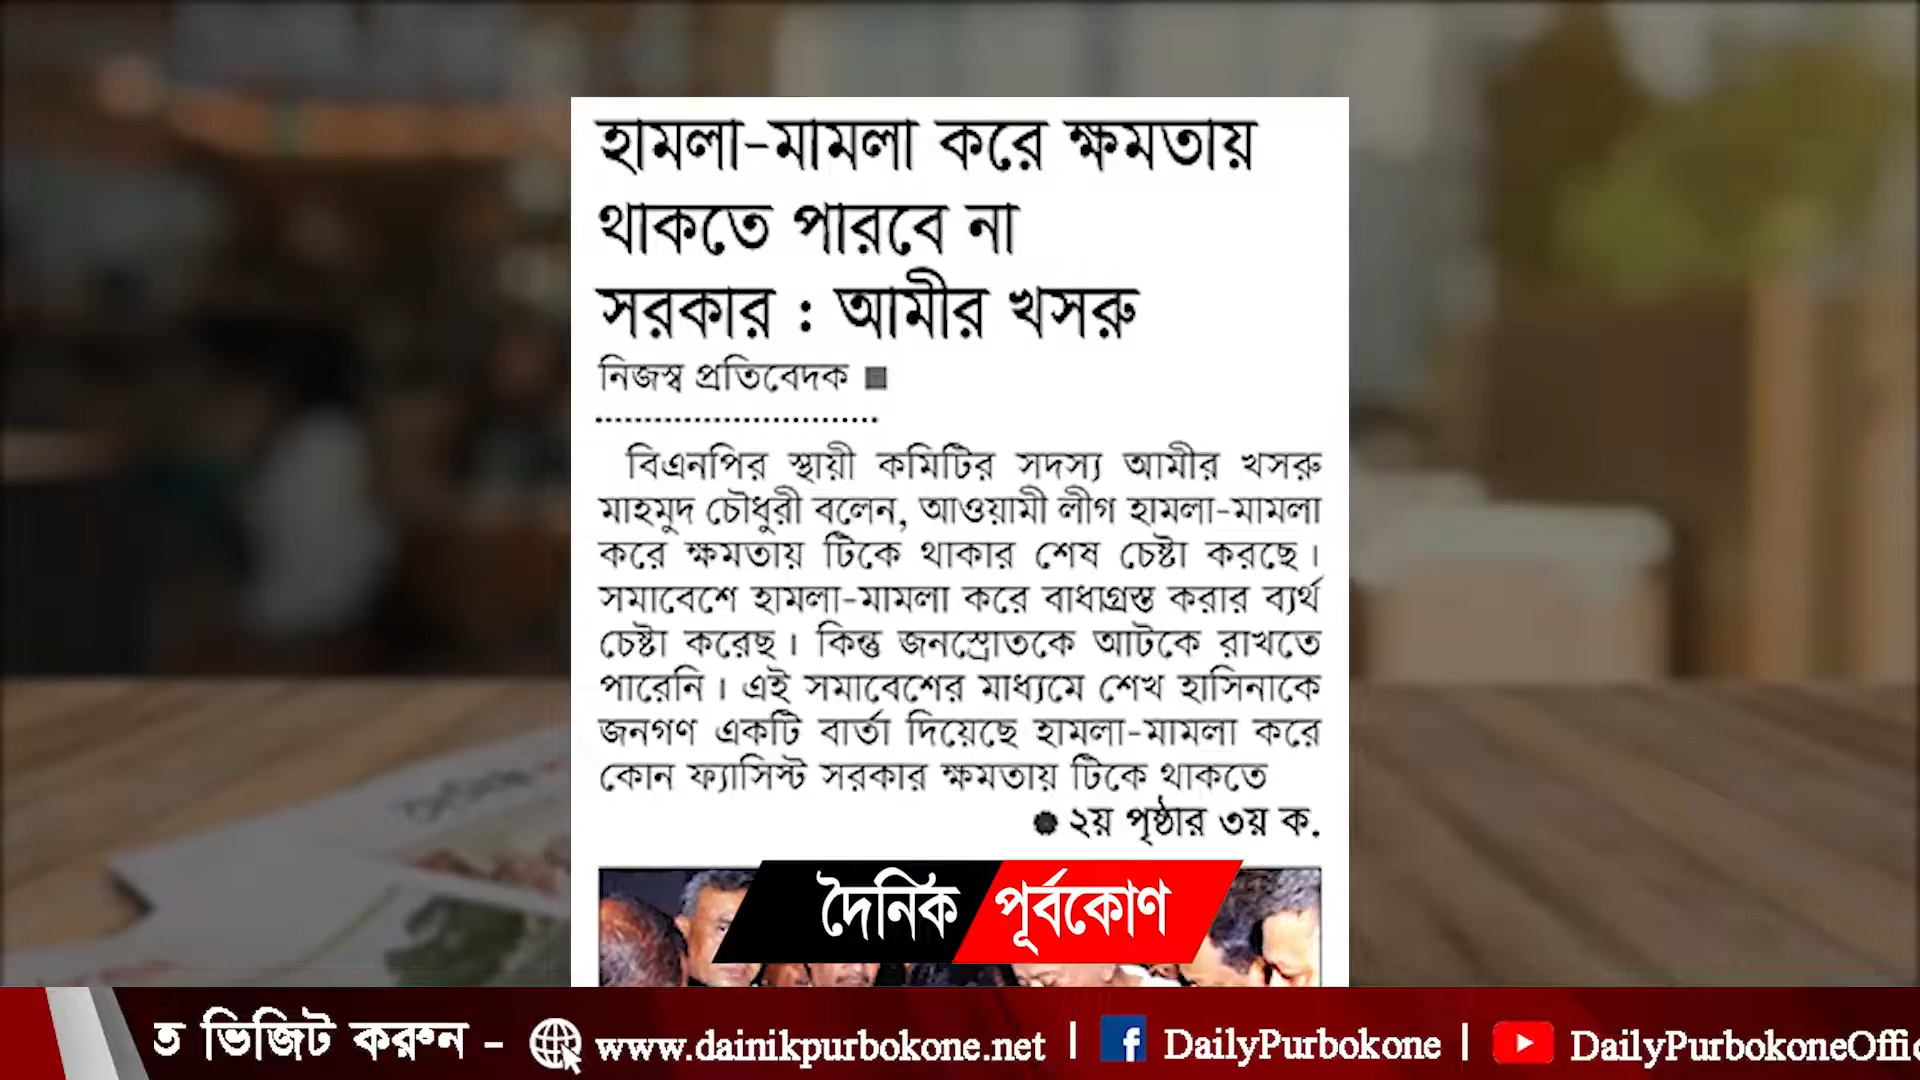 হামলা-মামলা করে ক্ষমতায়
থাকতে পারবে না
সরকার : আমীর খসরু
নিজস্ব প্রতিবেদক
বিএনপির স্থায়ী কমিটির সদস্য আমীর খসরু
মাহমুদ চৌধুরী বলেন, আওয়ামী লীগ হামলা-মামলা
করে ক্ষমতায় টিকে থাকার শেষ চেষ্টা করছে।
সমাবেশে হামলা-মামলা করে বাধাগ্রস্ত করার ব্যর্থ
চেষ্টা করেছ। কিন্তু জনস্রোতকে আটকে রাখতে
পারেনি। এই সমাবেশের মাধ্যমে শেখ হাসিনাকে
জনগণ একটি বার্তা দিয়েছে হামলা-মামলা করে
কোন ফ্যাসিস্ট সরকার ক্ষমতায় টিকে থাকতে
● ২য় পৃষ্ঠার ৩য় ক.
দৈনিক পূর্বকোণ
ত ভিজিট করুন - www.dainikpurbokone.net | DailyPurbokone | DailyPurbokoneOffic